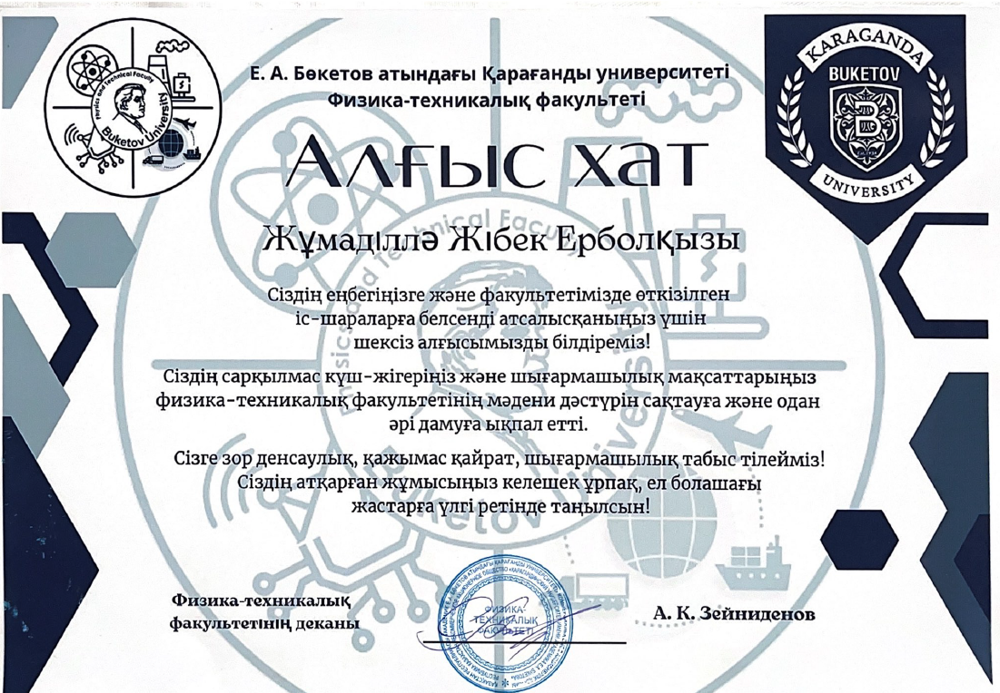 Е. А. Бөкетов атындағы Қарағанды университеті
Физика-техникалық факультеті
Physics and Technical Faculty
Buketov University
KARAGANDA
BUKETOV
B
UNIVERSITY
Алғыс хат
Жұмаділлә Жібек Ерболқызы
Сіздің еңбегіңізге және факультетімізде өткізілген
іс-шараларға белсенді атсалысқаныңыз үшін
шексіз алғысымызды білдіреміз!
Сіздің сарқылмас күш-жігеріңіз және шығармашылық мақсаттарыңыз
физика-техникалық факультетінің мәдени дәстүрін сақтауға және одан
әрі дамуға ықпал етті.
Сізге зор денсаулық, қажымас қайрат, шығармашылық табыс тілейміз!
Сіздің атқарған жұмысыңыз келешек ұрпақ, ел болашағы
жастарға үлгі ретінде таңылсын!
Физика-техникалық
факультетінің деканы
ФИЗИКА-
ТЕХНИКАЛЫҚ
ФАКУЛЬТЕТІ
А. К. Зейниденов